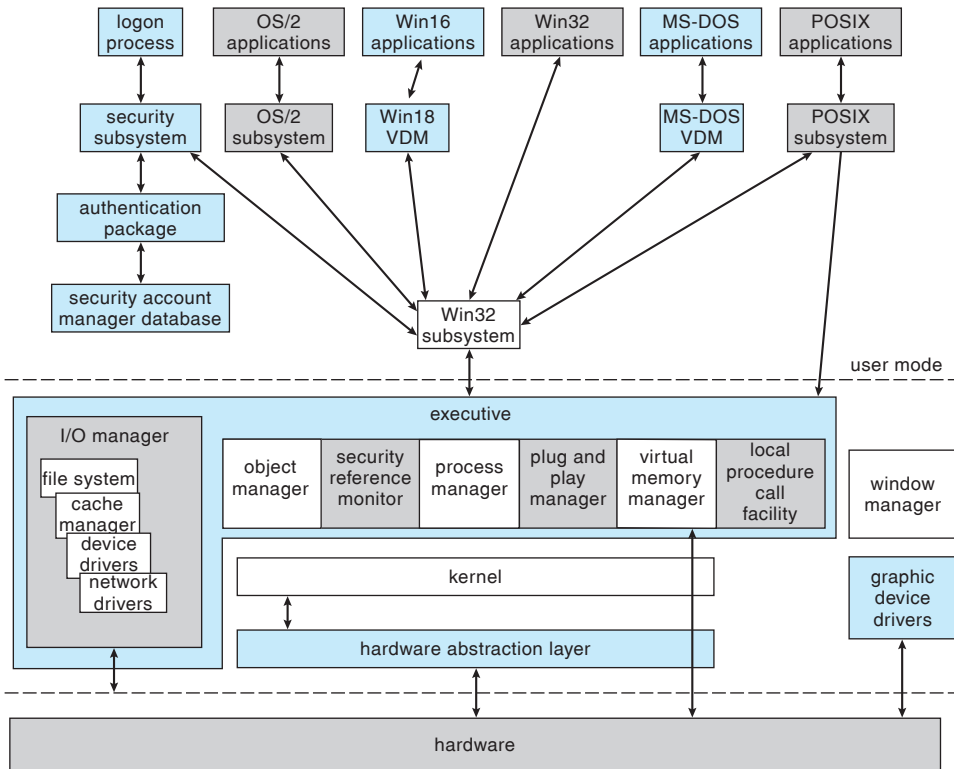 logon
process
OS/2
applications
Win16
applications
Win32
applications
MS-DOS
applications
POSIX
applications
security
subsystem
OS/2
subsystem
Win18
VDM
MS-DOS
VDM
POSIX
subsystem
authentication
package
security account
manager database
Win32
subsystem
user mode
executive
I/O manager
file system
cache
manager
device
drivers
network
drivers
object
manager
security
reference
monitor
process
manager
plug and
play
manager
virtual
memory
manager
local
procedure
call
facility
window
manager
kernel
graphic
device
drivers
hardware abstraction layer
hardware